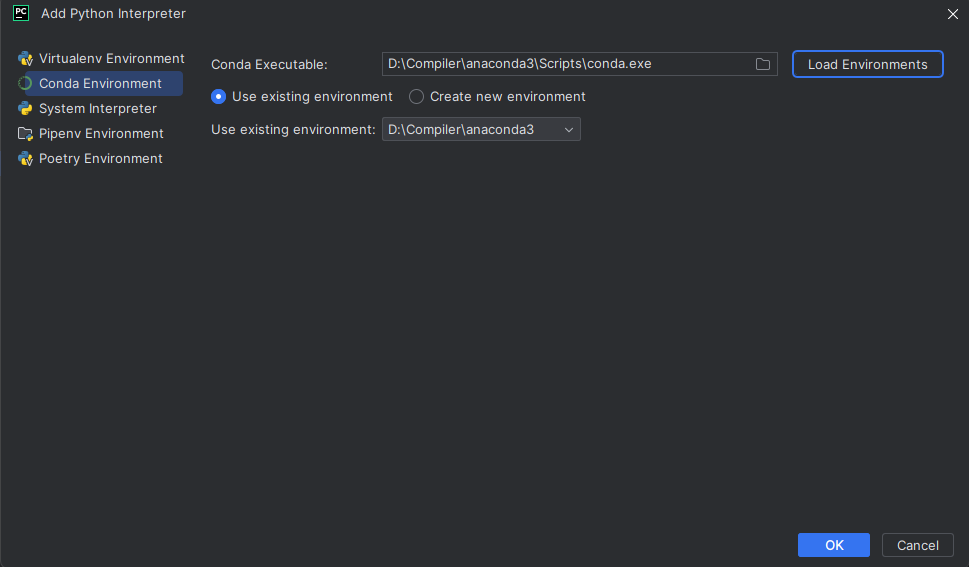 PC Add Python Interpreter
Virtualenv Environment
Conda Environment
System Interpreter
Pipenv Environment
Poetry Environment
Conda Executable: D:\Compiler\anaconda3\Scripts\conda.exe Load Environments
Use existing environment Create new environment
Use existing environment: D:\Compiler\anaconda3
OK Cancel